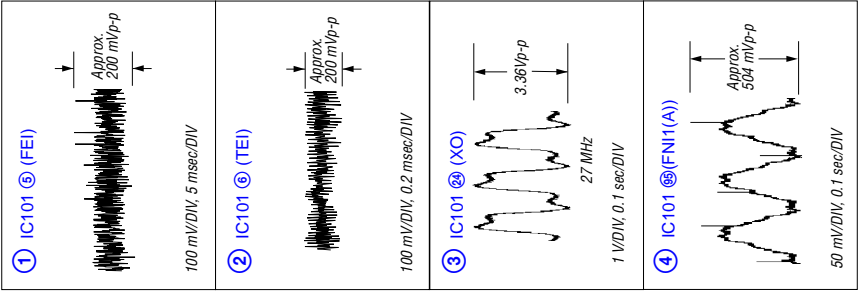 ① IC101 ⑤ (FEI)
Approx.
200 mVp-p
100 mV/DIV, 5 msec/DIV
② IC101 ⑥ (TEI)
Approx.
200 mVp-p
100 mV/DIV, 0.2 msec/DIV
③ IC101 ㉔ (XO)
3.36Vp-p
27 MHz
1 V/DIV, 0.1 sec/DIV
④ IC101 95 (FNI1(A))
Approx.
504 mVp-p
50 mV/DIV, 0.1 sec/DIV